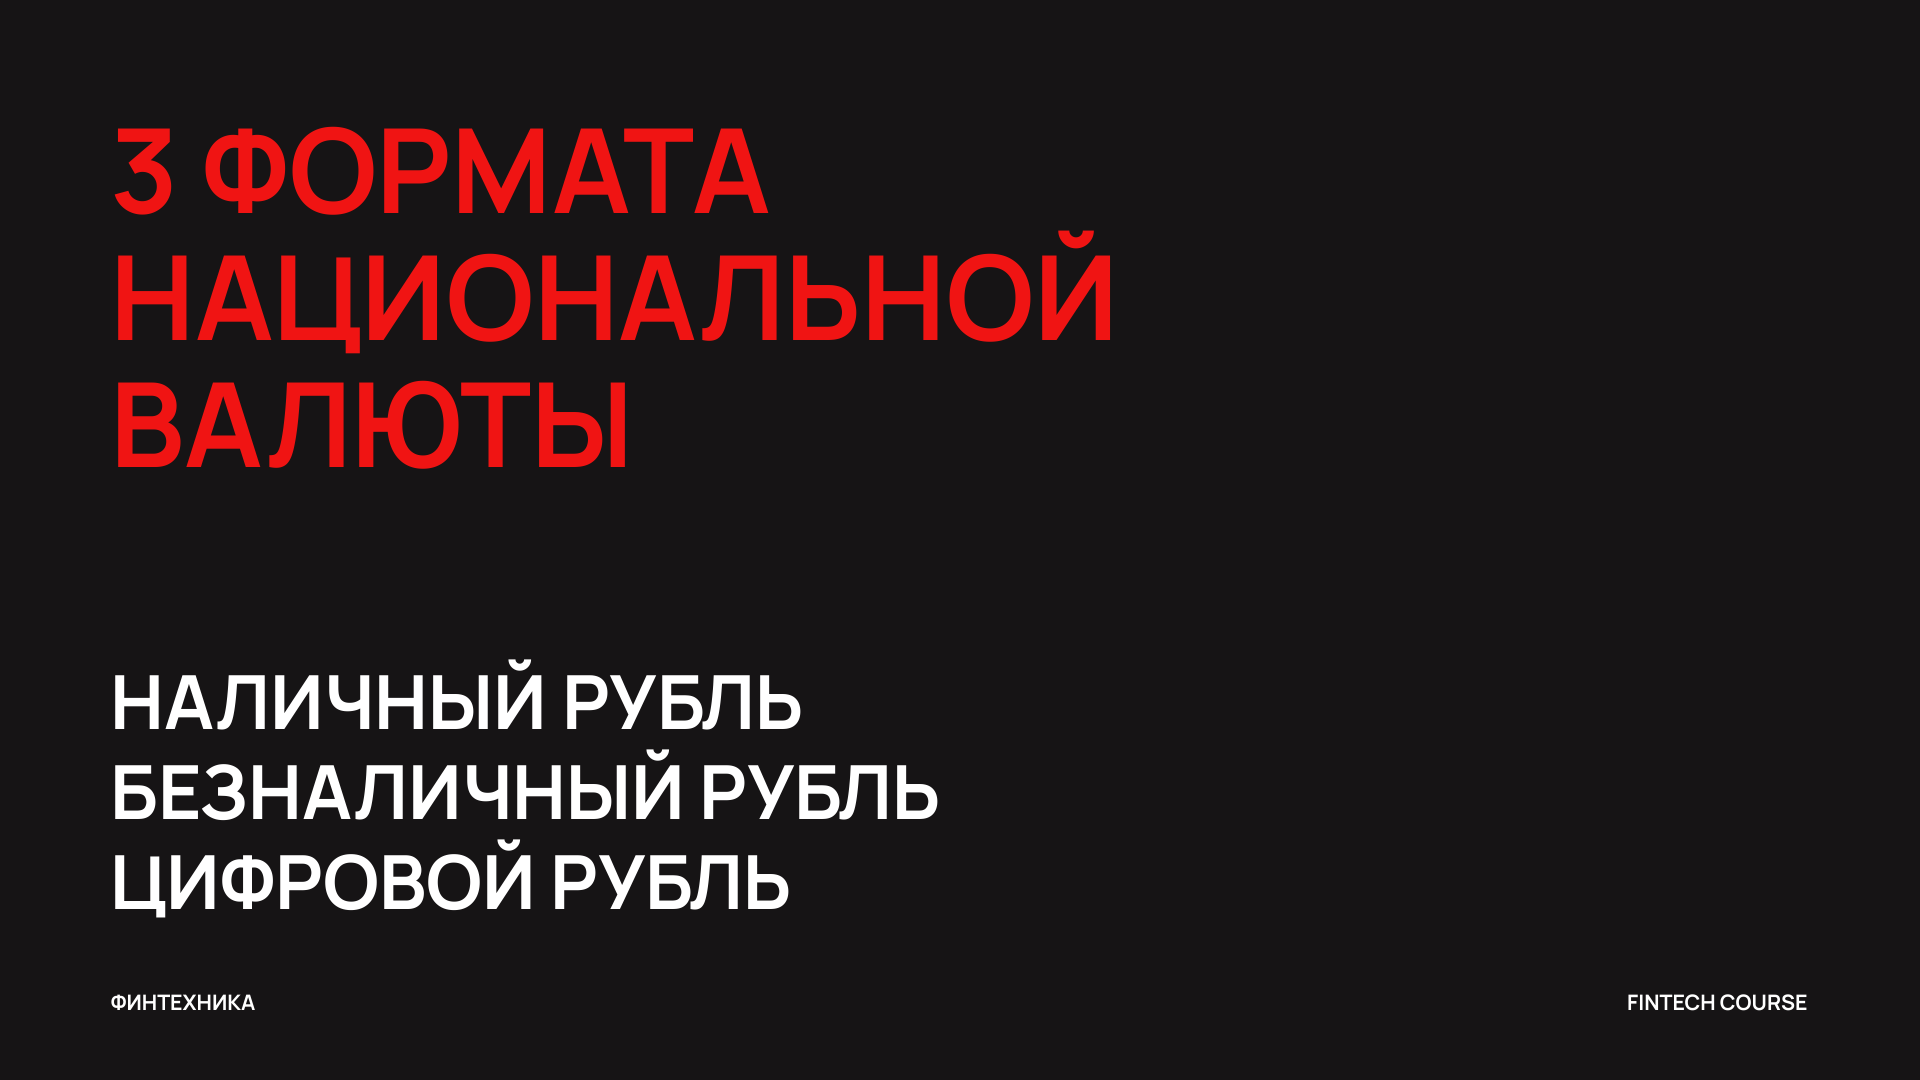 3 ФОРМАТА
НАЦИОНАЛЬНОЙ
ВАЛЮТЫ
НАЛИЧНЫЙ РУБЛЬ
БЕЗНАЛИЧНЫЙ РУБЛЬ
ЦИФРОВОЙ РУБЛЬ
ФИНТЕХНИКА
FINTECH COURSE